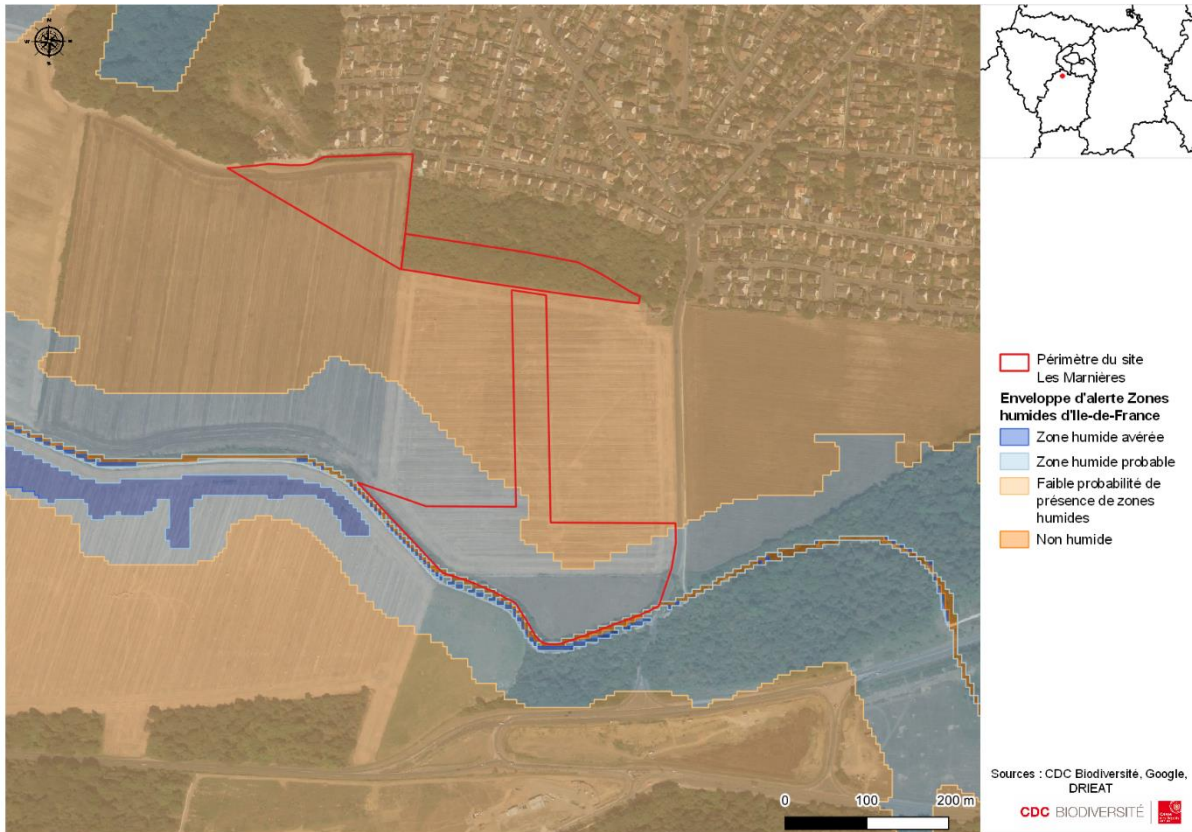 N
W
E
S
Périmètre du site
Les Marnières
Enveloppe d'alerte Zones
humides d'Ile-de-France
Zone humide avérée
Zone humide probable
Faible probabilité de
présence de zones
humides
Non humide
0 100 200 m
Sources : CDC Biodiversité, Google,
DRIEAT
CDC BIODIVERSITÉ